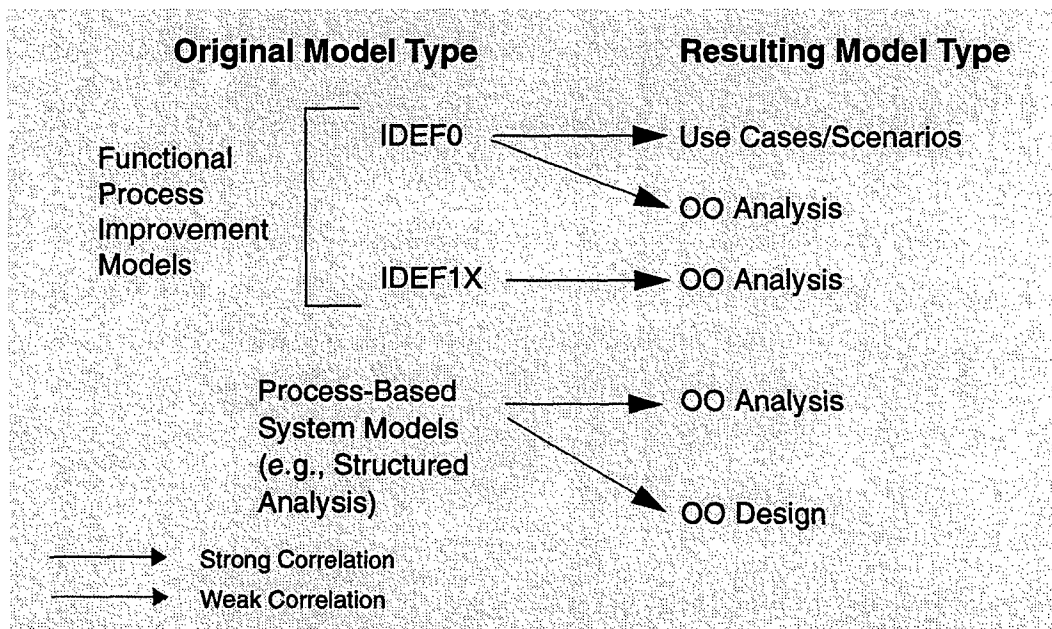 Original Model Type
Resulting Model Type
Functional
Process
Improvement
Models
IDEF0
Use Cases/Scenarios
OO Analysis
IDEF1X
OO Analysis
Process-Based
System Models
(e.g., Structured
Analysis)
OO Analysis
OO Design
Strong Correlation
Weak Correlation